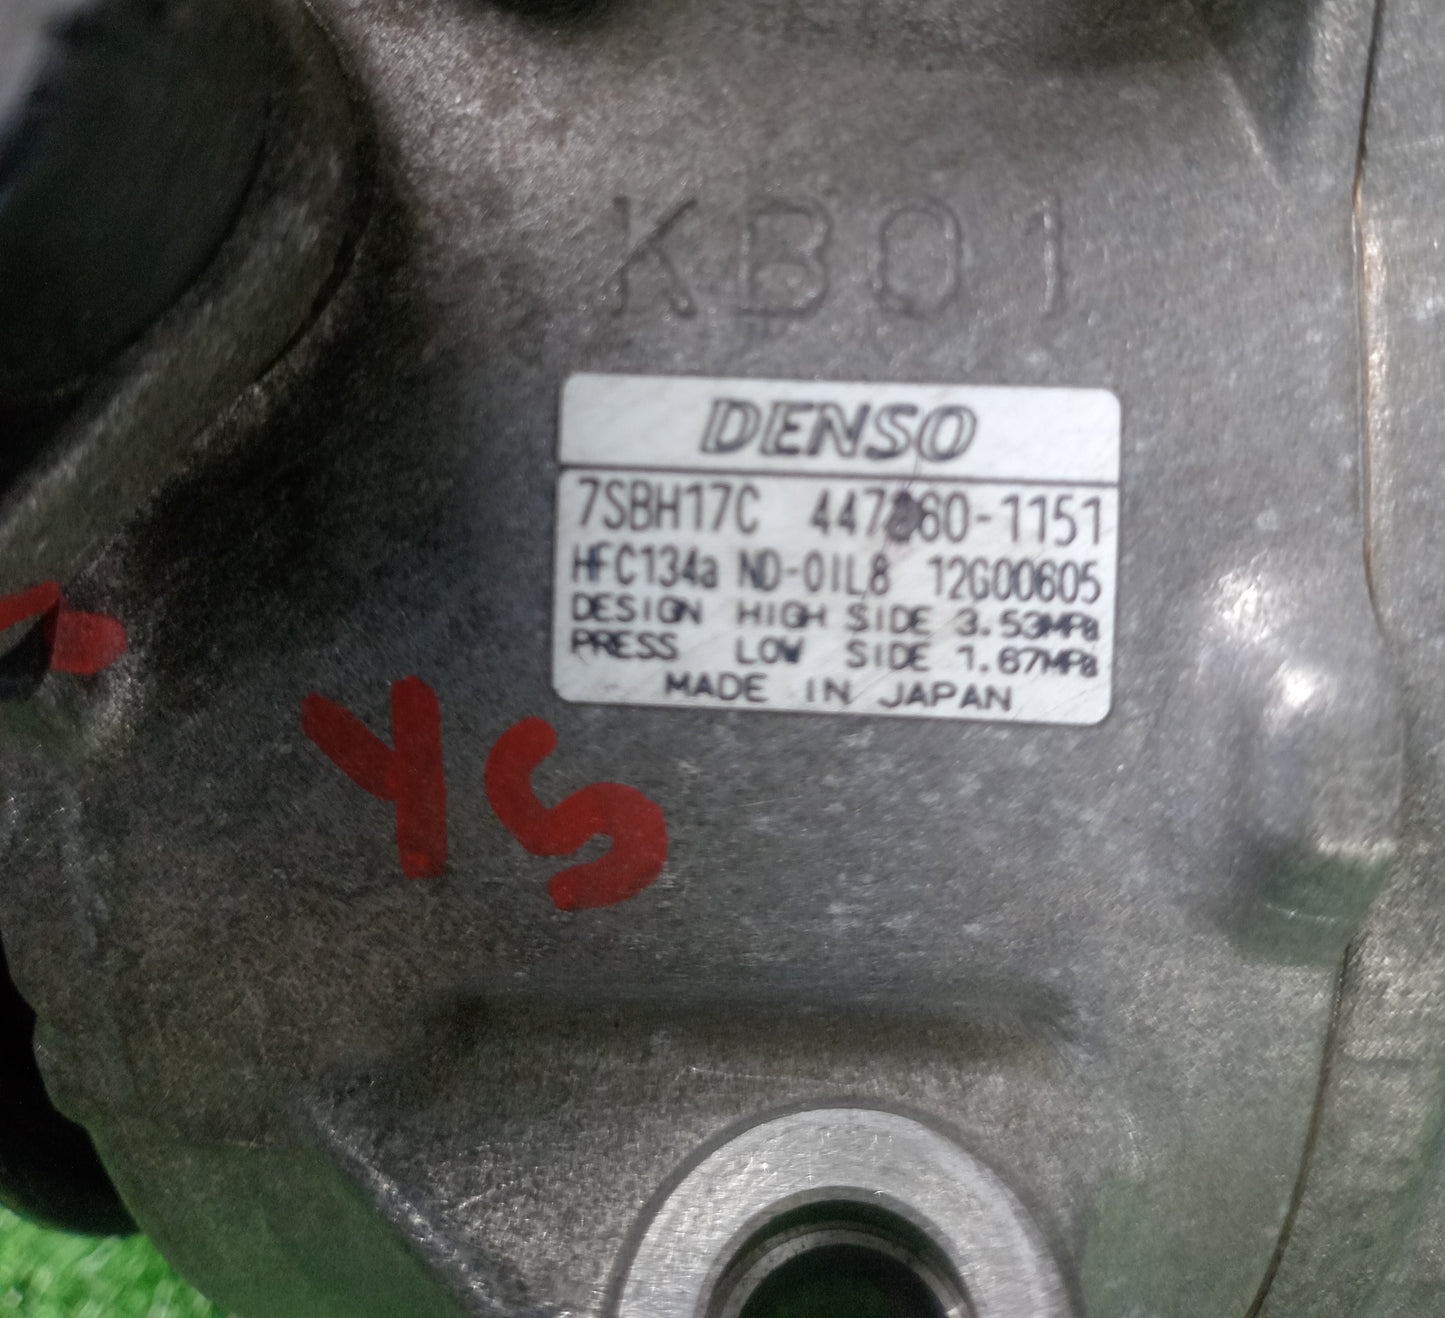 KB01
DENSO
7SBH17C 447260-1151
HFC134a ND-OIL8 12G00605
DESIGN HIGH SIDE 3.53MPa
PRESS LOW SIDE 1.67MPa
MADE IN JAPAN
YS